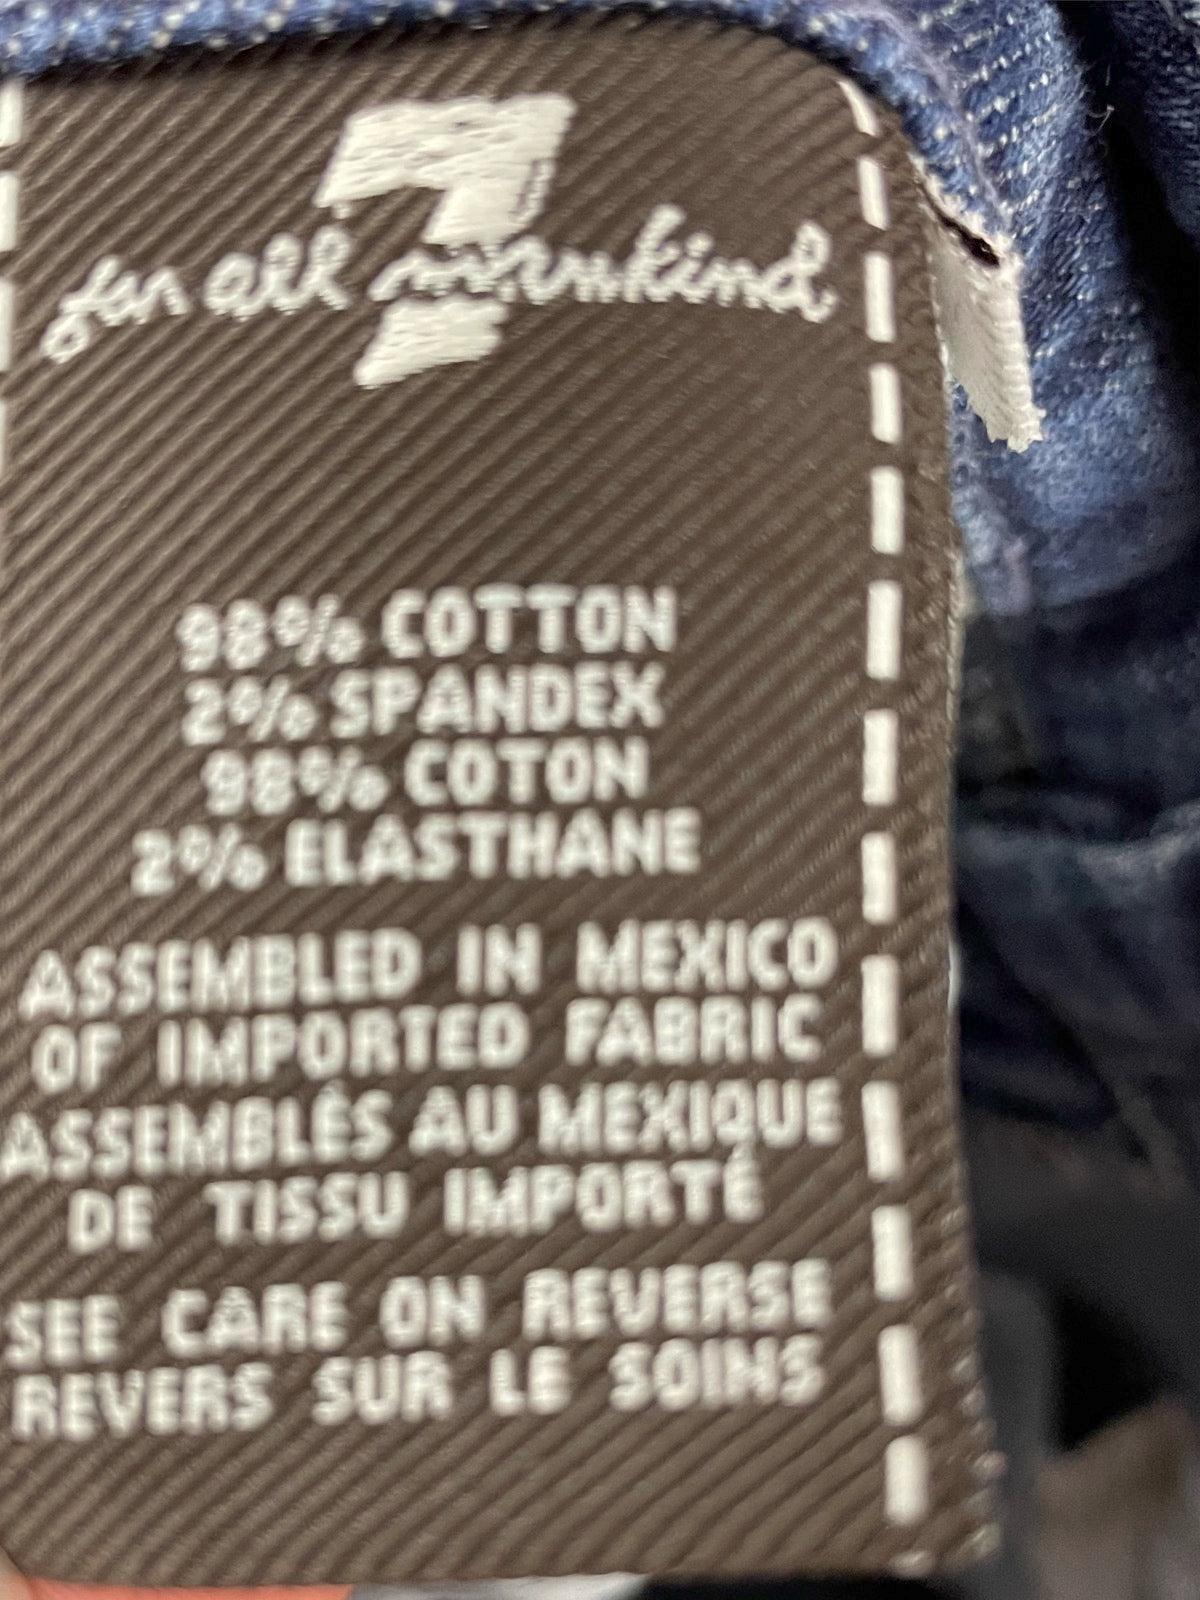 7
for all mankind
98% COTTON
2% SPANDEX
98% COTON
2% ELASTHANE
ASSEMBLED IN MEXICO
OF IMPORTED FABRIC
ASSEMBLÉS AU MEXIQUE
DE TISSU IMPORTÉ
SEE CARE ON REVERSE
REVERS SUR LE SOINS